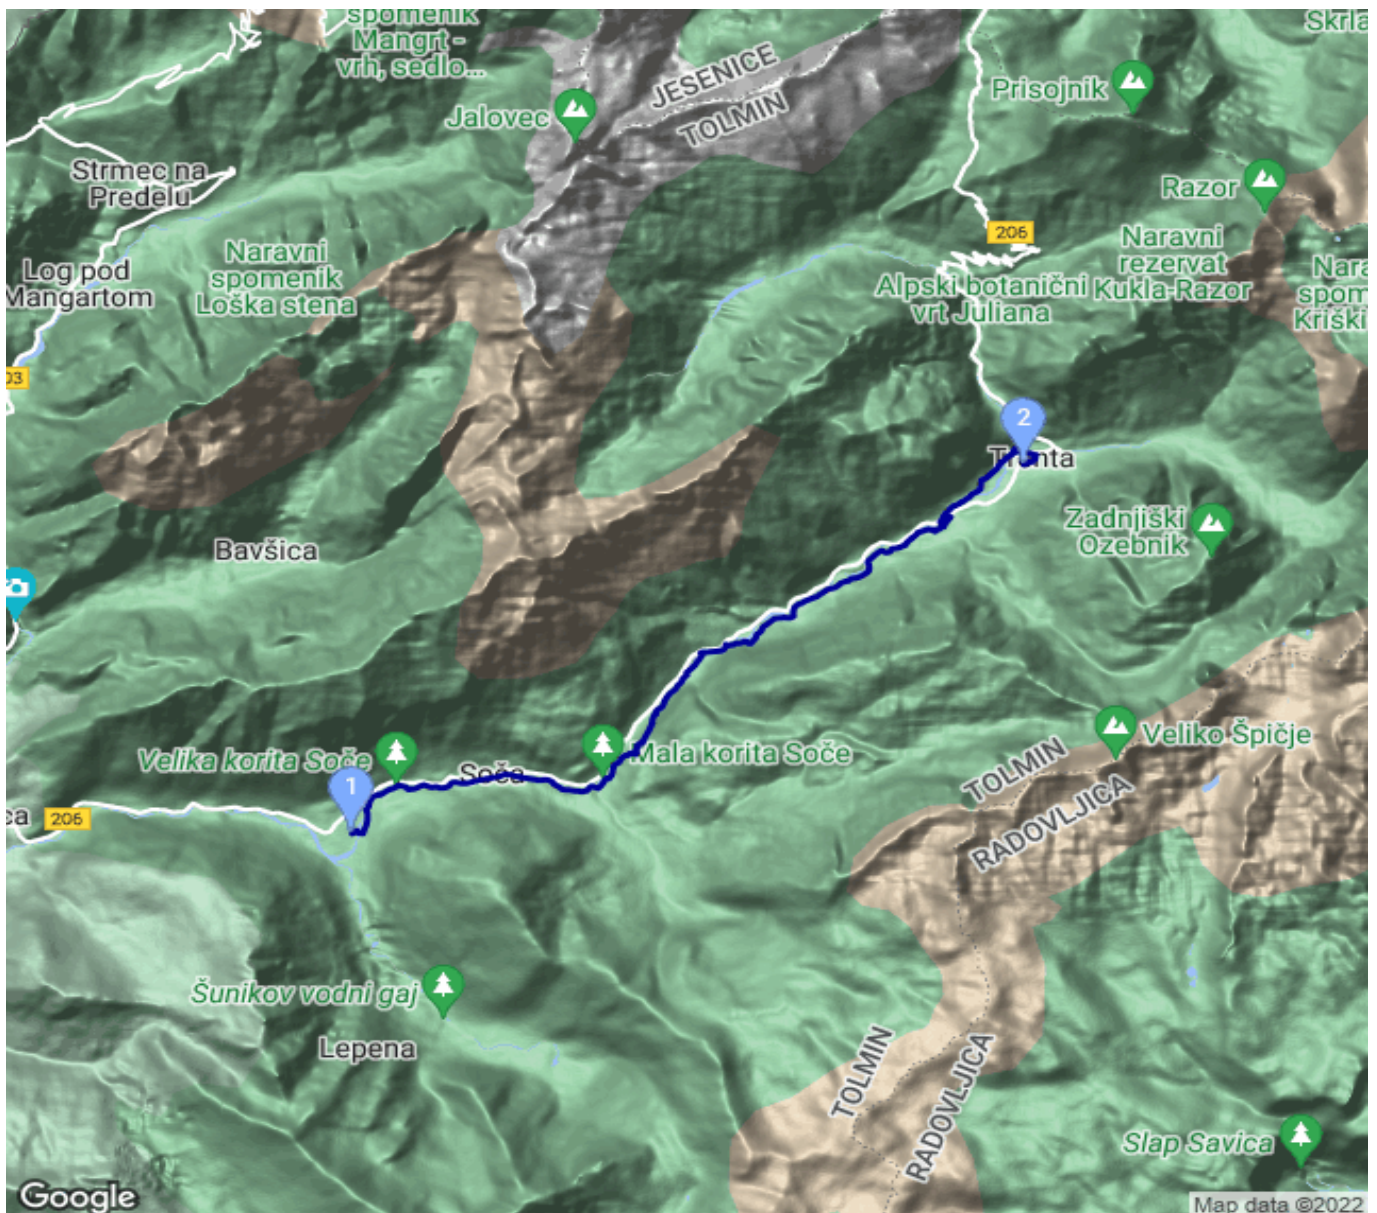 spomenik
Mangrt -
vrh, sedlo...
Skrla
JESENICE
TOLMIN
Jalovec
Prisojnik
Strmec na
Predelu
Razor
206
Naravni
spomenik
Loška stena
Naravni
rezervat
Kukla-Razor
Log pod
Mangartom
Alpski botanični
vrt Juliana
Nara
spom
Kriški
03
2
Trenta
Zadnjiški
Ozebnik
Bavšica
Velika korita Soče
Soča
Mala korita Soče
Veliko Špičje
TOLMIN
RADOVLJICA
1
ca
206
Šunikov vodni gaj
Lepena
TOLMIN
RADOVLJICA
Slap Savica
Google
Map data ©2022